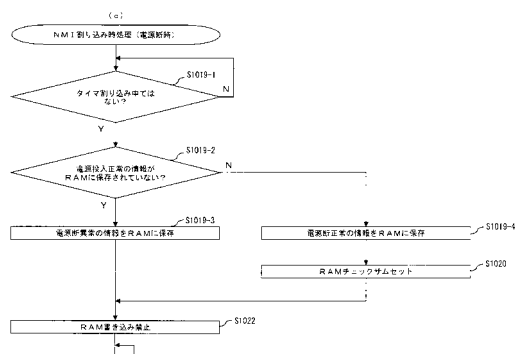 (a)
NMI割り込み時処理(電源断時)
S1019-1
タイマ割り込み中では
ない?
N
Y
S1019-2
電源投入正常の情報が
RAMに保存されていない?
N
Y
S1019-3
電源断異常の情報をRAMに保存
電源断正常の情報をRAMに保存
S1019-4
RAMチェックサムセット
S1020
RAM書き込み禁止
S1022